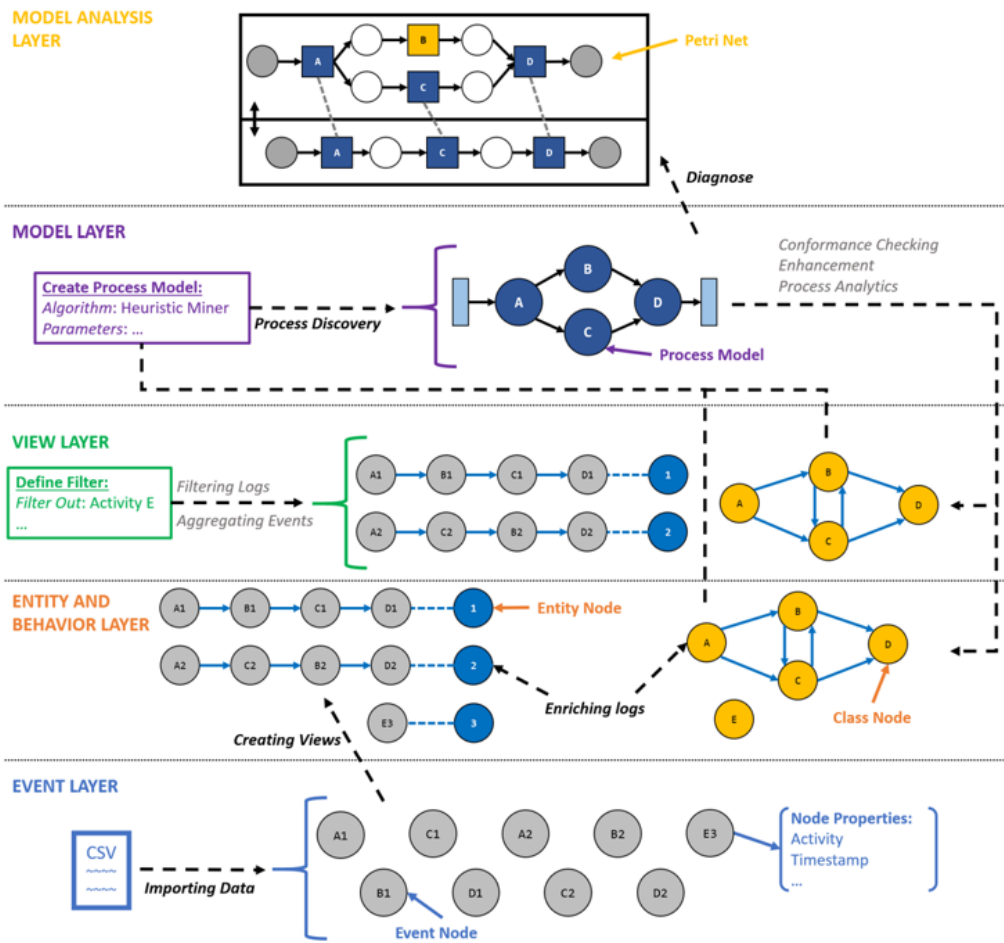 MODEL ANALYSIS
LAYER
B
A
D
Petri Net
C
A
C
D
Diagnose
MODEL LAYER
Conformance Checking
Enhancement
Process Analytics
Create Process Model:
Algorithm: Heuristic Miner
Parameters: ...
Process Discovery
B
A
D
C
Process Model
VIEW LAYER
Define Filter:
Filter Out: Activity E
...
Filtering Logs
Aggregating Events
A1
B1
C1
D1
1
A2
C2
B2
D2
2
B
A
D
C
ENTITY AND
BEHAVIOR LAYER
A1
B1
C1
D1
1
Entity Node
A2
C2
B2
D2
2
E3
3
Enriching logs
B
A
D
C
E
Class Node
Creating Views
EVENT LAYER
CSV
~~~~
~~~~
Importing Data
A1
C1
A2
B2
E3
B1
D1
C2
D2
Event Node
Node Properties:
Activity
Timestamp
...